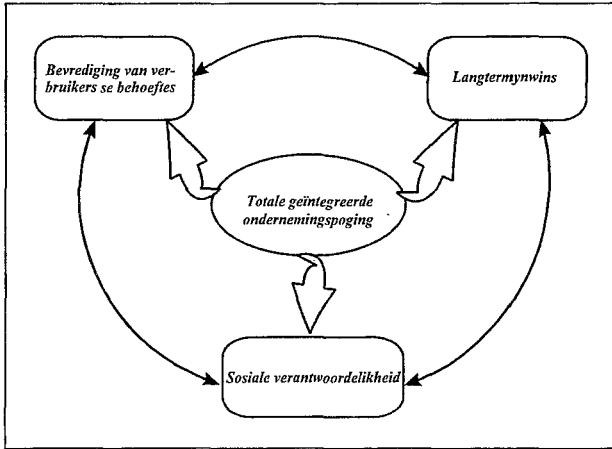 Bevrediging van ver-
bruikers se behoeftes
Langtermynwins
Totale geïntegreerde
ondernemingspoging
Sosiale verantwoordelikheid